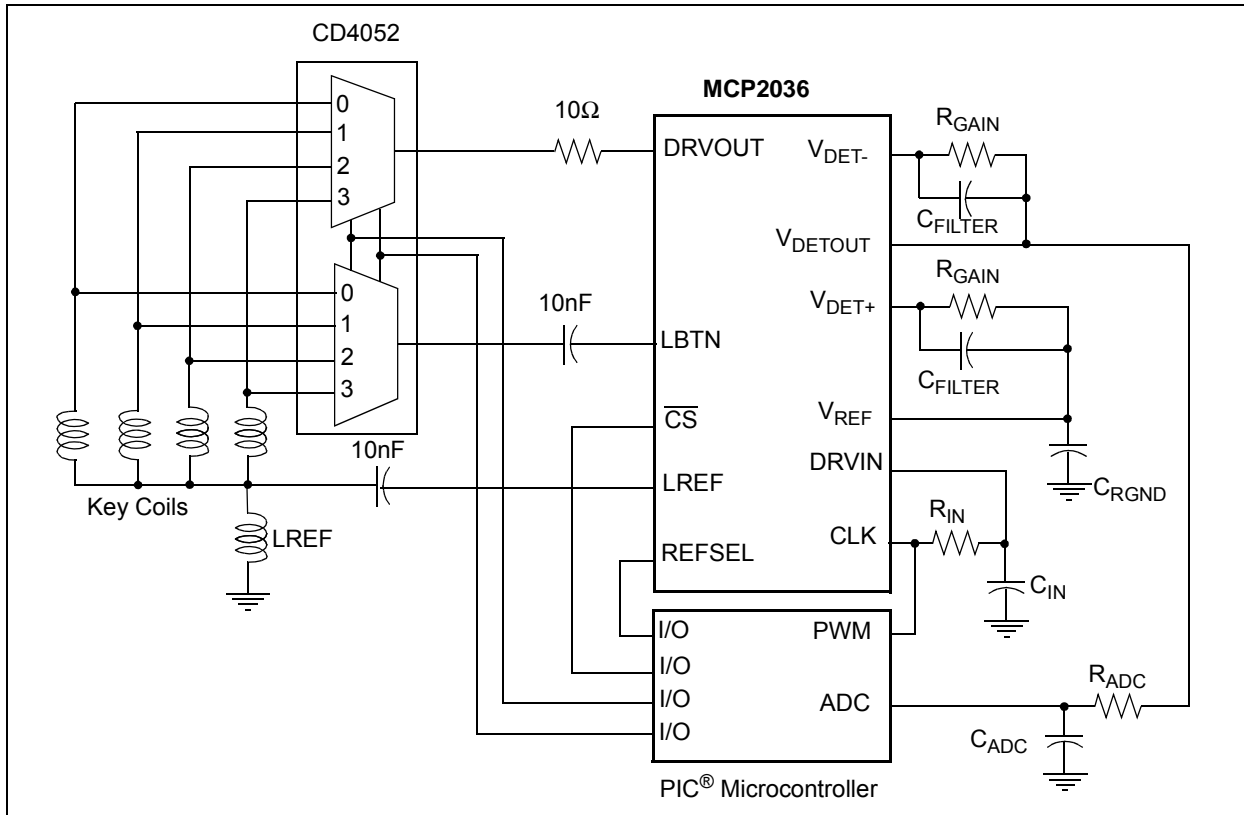 CD4052
0
1
2
3
0
1
2
3
10Ω
10nF
10nF
Key Coils
LREF
MCP2036
DRVOUT
LBTN
CS
LREF
REFSEL
VDET-
VDETOUT
VDET+
VREF
DRVIN
CLK
RGAIN
CFILTER
RGAIN
CFILTER
CRGND
RIN
CIN
I/O
I/O
I/O
I/O
PWM
ADC
RADC
CADC
PIC® Microcontroller